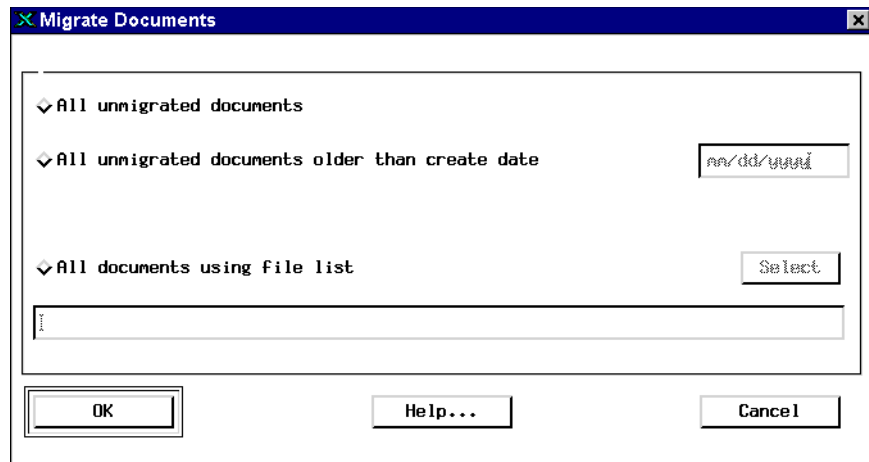 Migrate Documents
All unmigrated documents
All unmigrated documents older than create date
mm/dd/yyyy
All documents using file list
Select
OK
Help...
Cancel